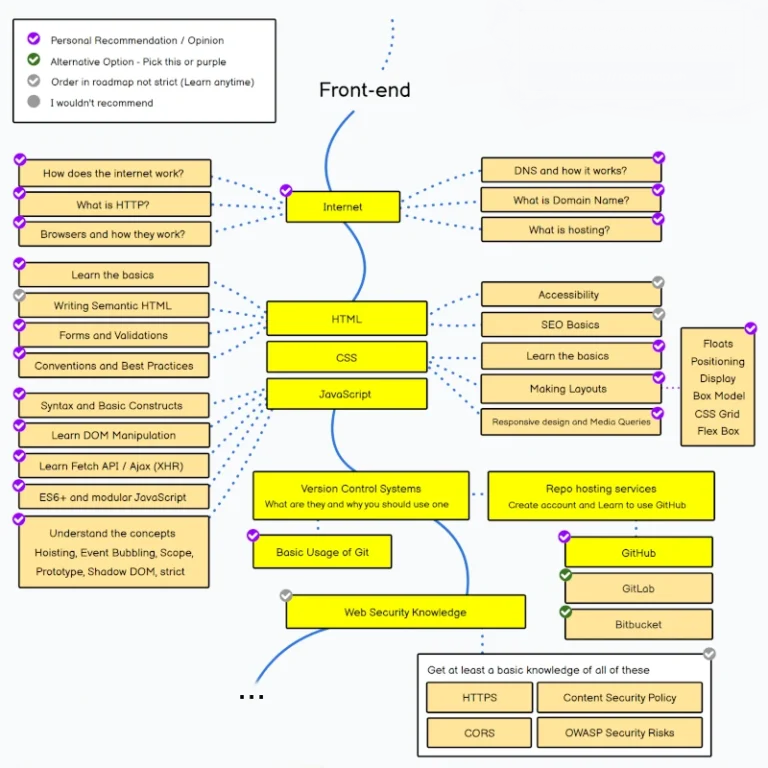 Personal Recommendation / Opinion
Alternative Option - Pick this or purple
Order in roadmap not strict (Learn anytime)
I wouldn't recommend
Front-end
How does the internet work?
What is HTTP?
Browsers and how they work?
Internet
DNS and how it works?
What is Domain Name?
What is hosting?
Learn the basics
Writing Semantic HTML
Forms and Validations
Conventions and Best Practices
HTML
Accessibility
SEO Basics
CSS
Learn the basics
Making Layouts
Responsive design and Media Queries
Floats
Positioning
Display
Box Model
CSS Grid
Flex Box
JavaScript
Syntax and Basic Constructs
Learn DOM Manipulation
Learn Fetch API / Ajax (XHR)
ES6+ and modular JavaScript
Understand the concepts
Hoisting, Event Bubbling, Scope,
Prototype, Shadow DOM, strict
Version Control Systems
What are they and why you should use one
Basic Usage of Git
Repo hosting services
Create account and Learn to use GitHub
GitHub
GitLab
Bitbucket
Web Security Knowledge
Get at least a basic knowledge of all of these
HTTPS
Content Security Policy
CORS
OWASP Security Risks
...